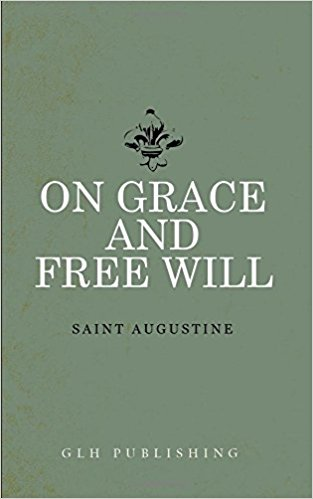 ON GRACE
AND
FREE WILL
SAINT AUGUSTINE
GLH PUBLISHING